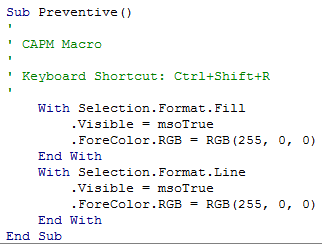 Sub Preventive()
'
' CAPM Macro
'
' Keyboard Shortcut: Ctrl+Shift+R
'
    With Selection.Format.Fill
        .Visible = msoTrue
        .ForeColor.RGB = RGB(255, 0, 0)
    End With
    With Selection.Format.Line
        .Visible = msoTrue
        .ForeColor.RGB = RGB(255, 0, 0)
    End With
End Sub